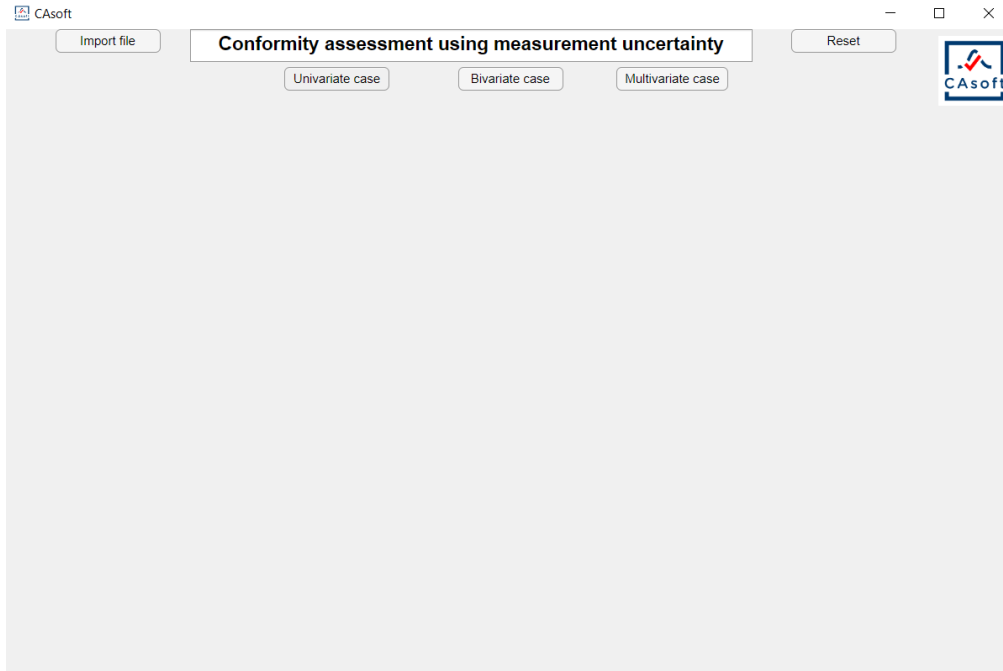 CAsoft
Import file
Conformity assessment using measurement uncertainty
Reset
Univariate case
Bivariate case
Multivariate case
CAsoft